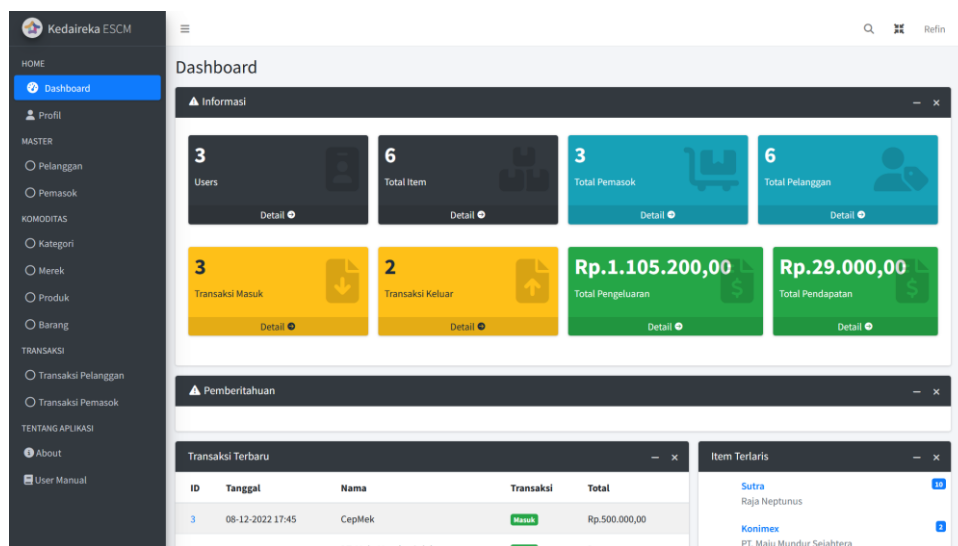 Kedaireka ESCM
Refin
HOME
Dashboard
Profil
MASTER
Pelanggan
Pemasok
KOMODITAS
Kategori
Merek
Produk
Barang
TRANSAKSI
Transaksi Pelanggan
Transaksi Pemasok
TENTANG APLIKASI
About
User Manual
Dashboard
Informasi
3
Users
Detail
6
Total Item
Detail
3
Total Pemasok
Detail
6
Total Pelanggan
Detail
3
Transaksi Masuk
Detail
2
Transaksi Keluar
Detail
Rp.1.105.200,00
Total Pengeluaran
Detail
Rp.29.000,00
Total Pendapatan
Detail
Pemberitahuan
Transaksi Terbaru
ID Tanggal Nama Transaksi Total
3 08-12-2022 17:45 CepMek Masuk Rp.500.000,00
Item Terlaris
Sutra 10
Raja Neptunus
Konimex 2
PT. Maju Mundur Sejahtera